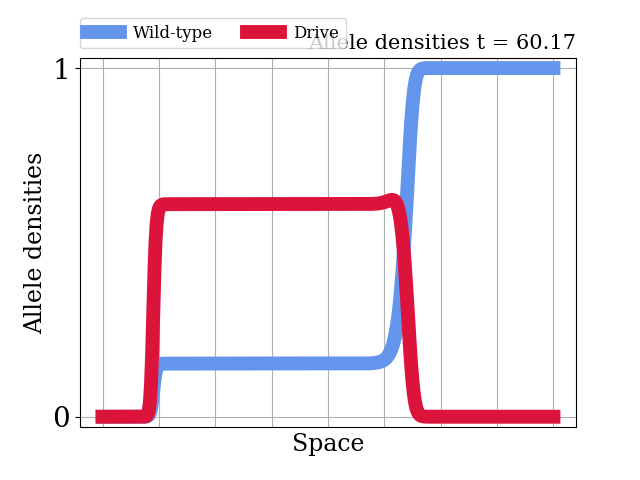 Wild-type
Drive
Allele densities t = 60.17
1
Allele densities
0
Space